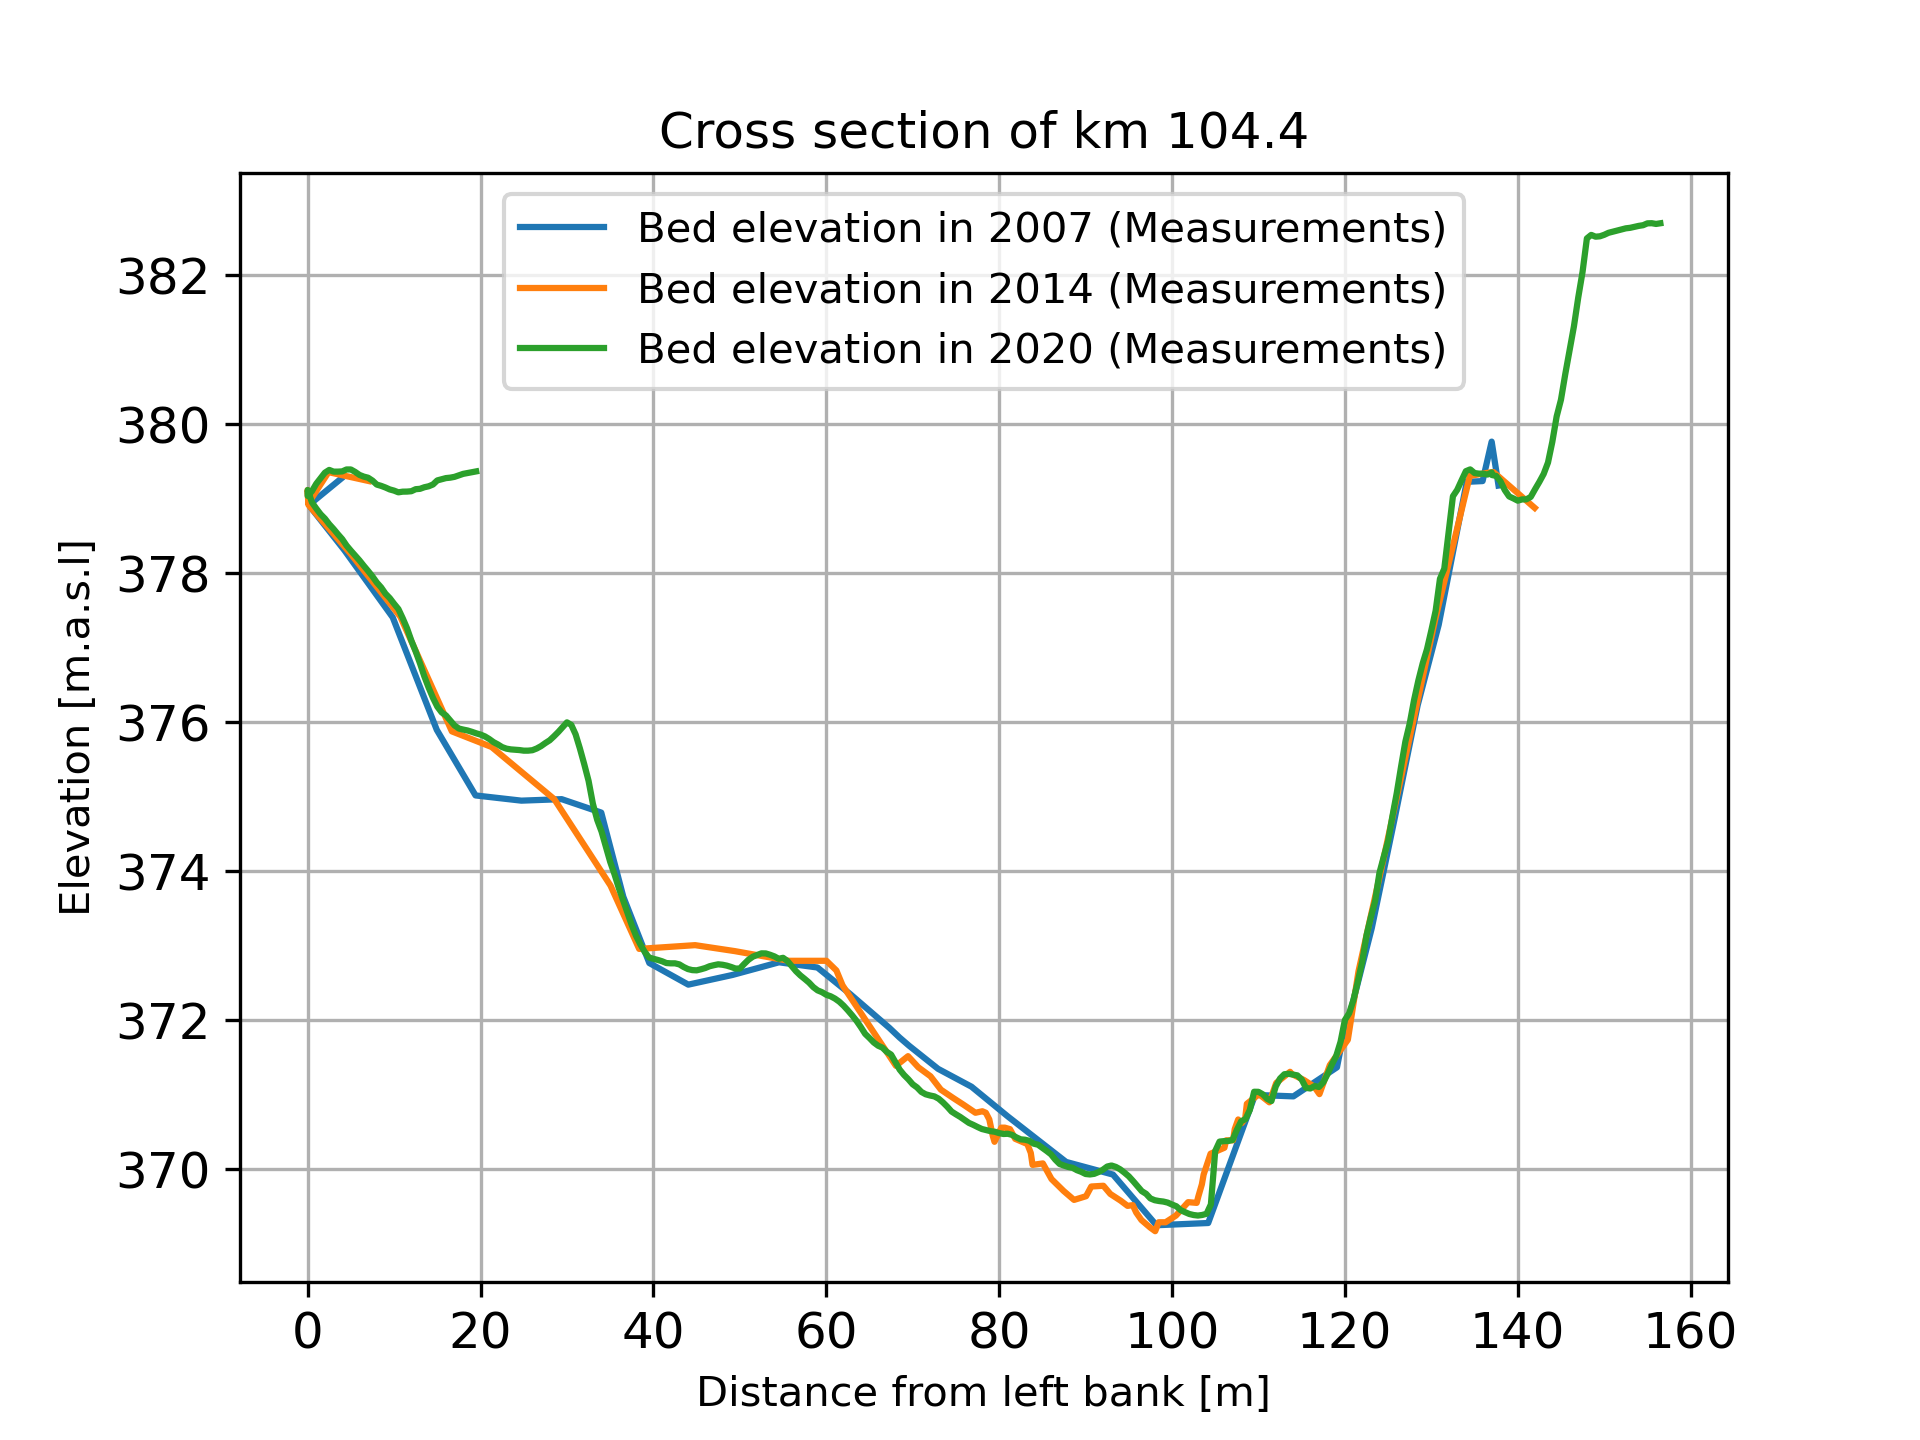 Cross section of km 104.4
Bed elevation in 2007 (Measurements)
Bed elevation in 2014 (Measurements)
Bed elevation in 2020 (Measurements)
Elevation [m.a.s.l]
382
380
378
376
374
372
370
0 20 40 60 80 100 120 140 160
Distance from left bank [m]